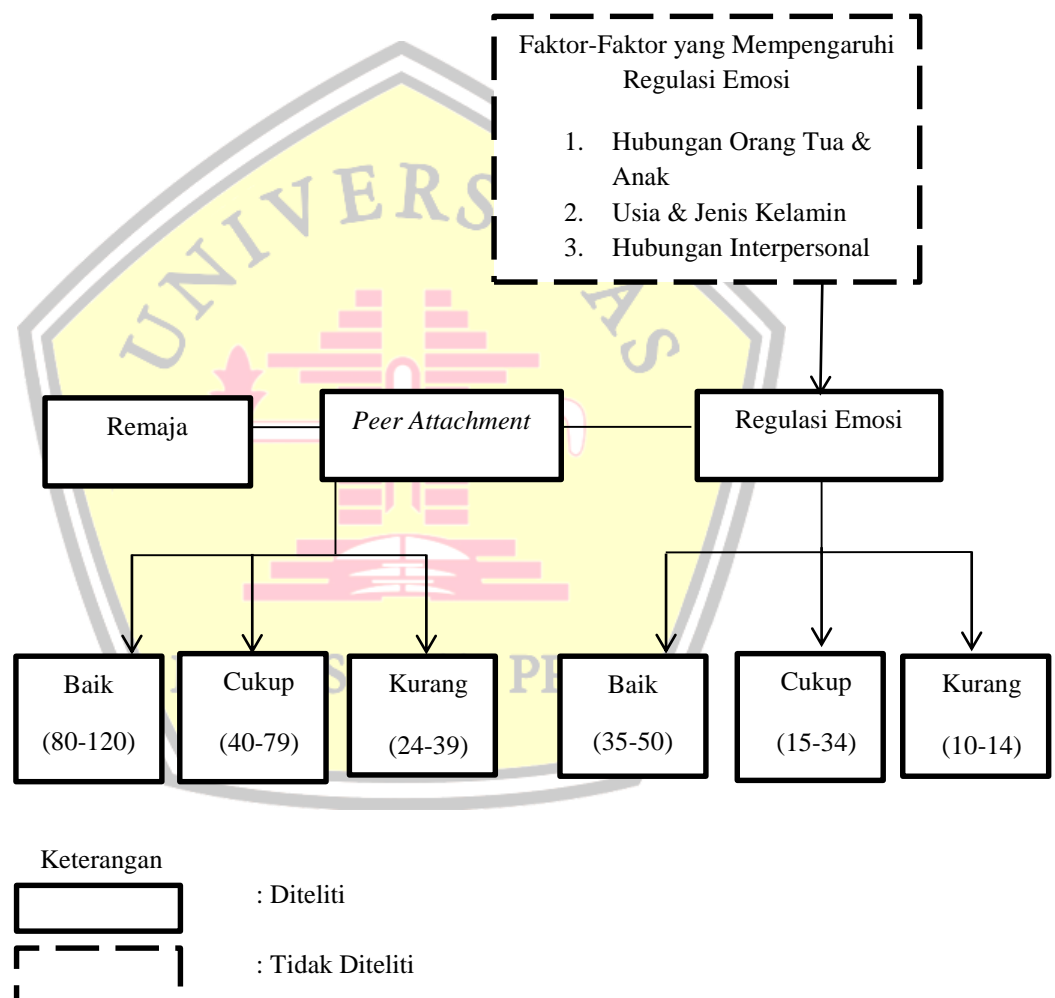 Faktor-Faktor yang Mempengaruhi
Regulasi Emosi
1. Hubungan Orang Tua &
Anak
2. Usia & Jenis Kelamin
3. Hubungan Interpersonal
Remaja
Peer Attachment
Regulasi Emosi
Baik
(80-120)
Cukup
(40-79)
Kurang
(24-39)
Baik
(35-50)
Cukup
(15-34)
Kurang
(10-14)
Keterangan
: Diteliti
: Tidak Diteliti
UNIVERSITAS